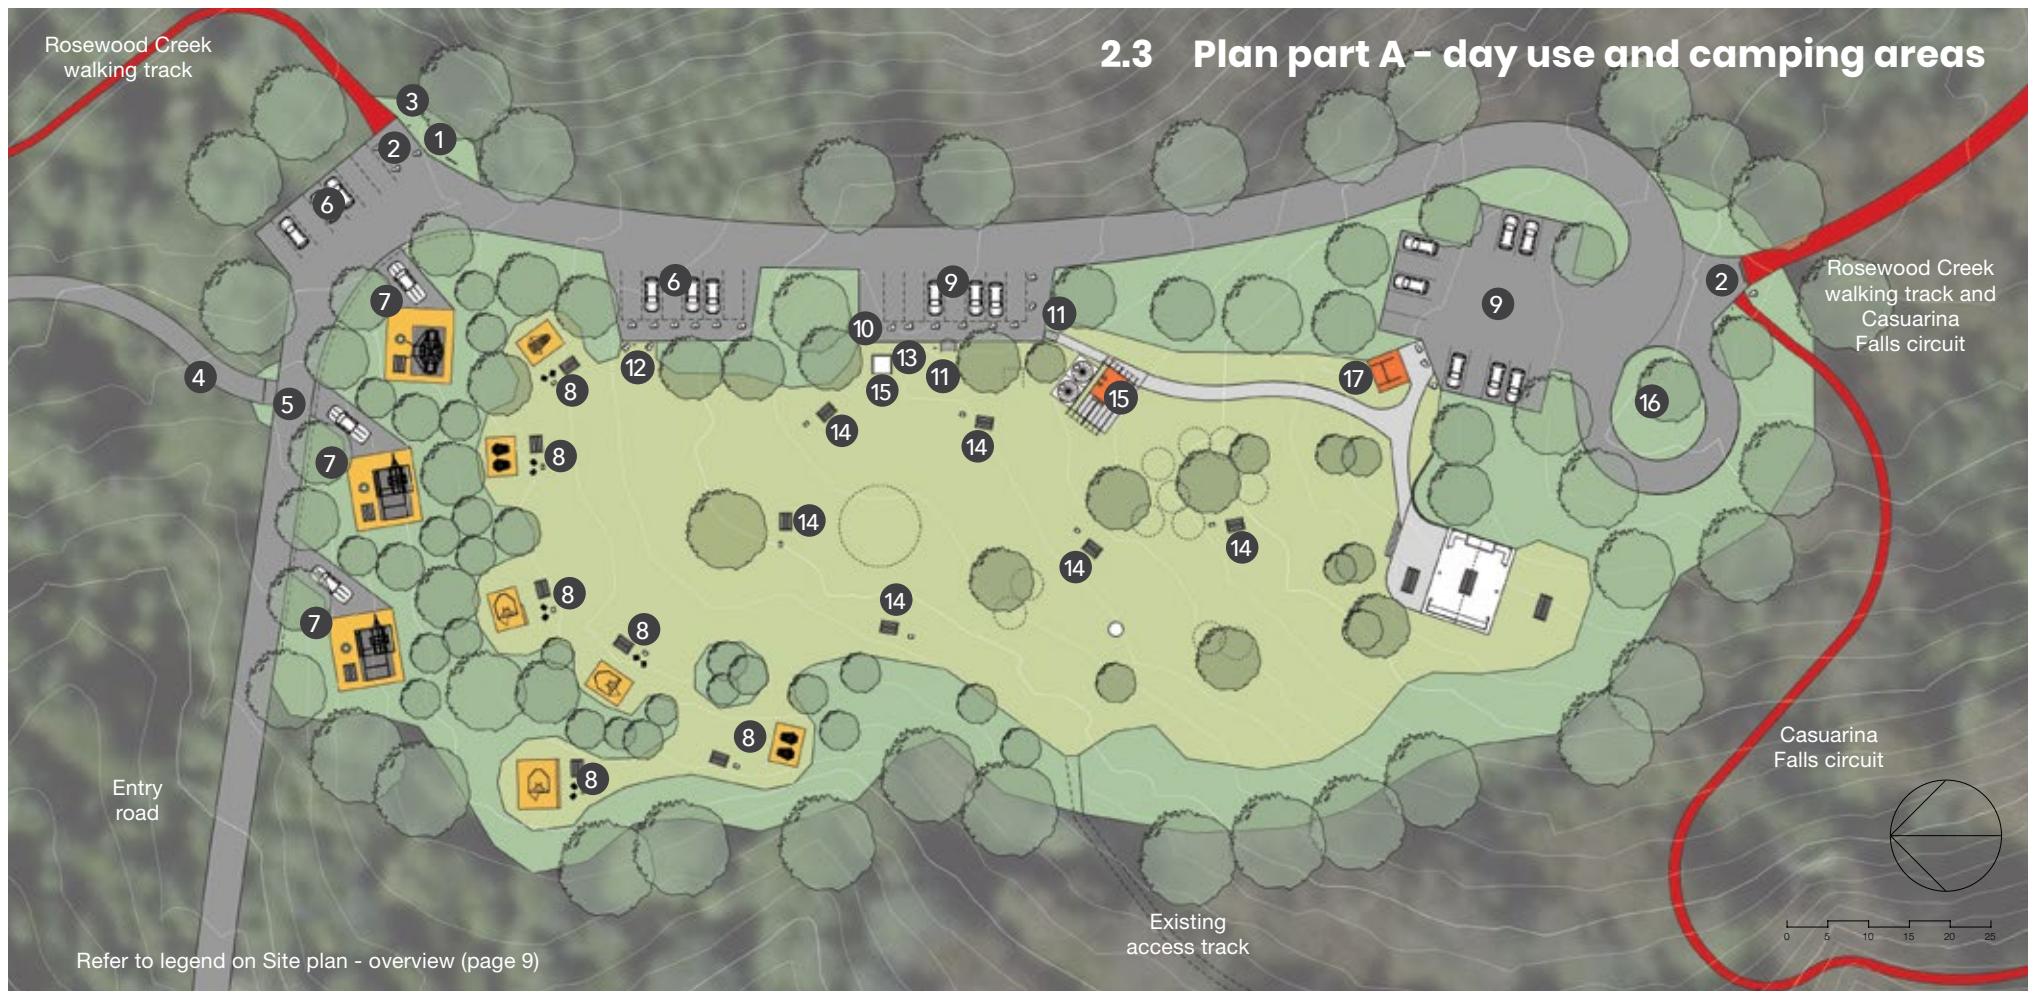 2.3 Plan part A – day use and camping areas
Rosewood Creek
walking track
3
1
2
6
7
4
5
6
9
10
11
12
13
11
15
8
14
14
15
17
9
2
16
Rosewood Creek
walking track and
Casuarina
Falls circuit
7
8
14
14
14
7
8
8
14
8
8
Casuarina
Falls circuit
Entry
road
Existing
access track
0 5 10 15 20 25
Refer to legend on Site plan - overview (page 9)